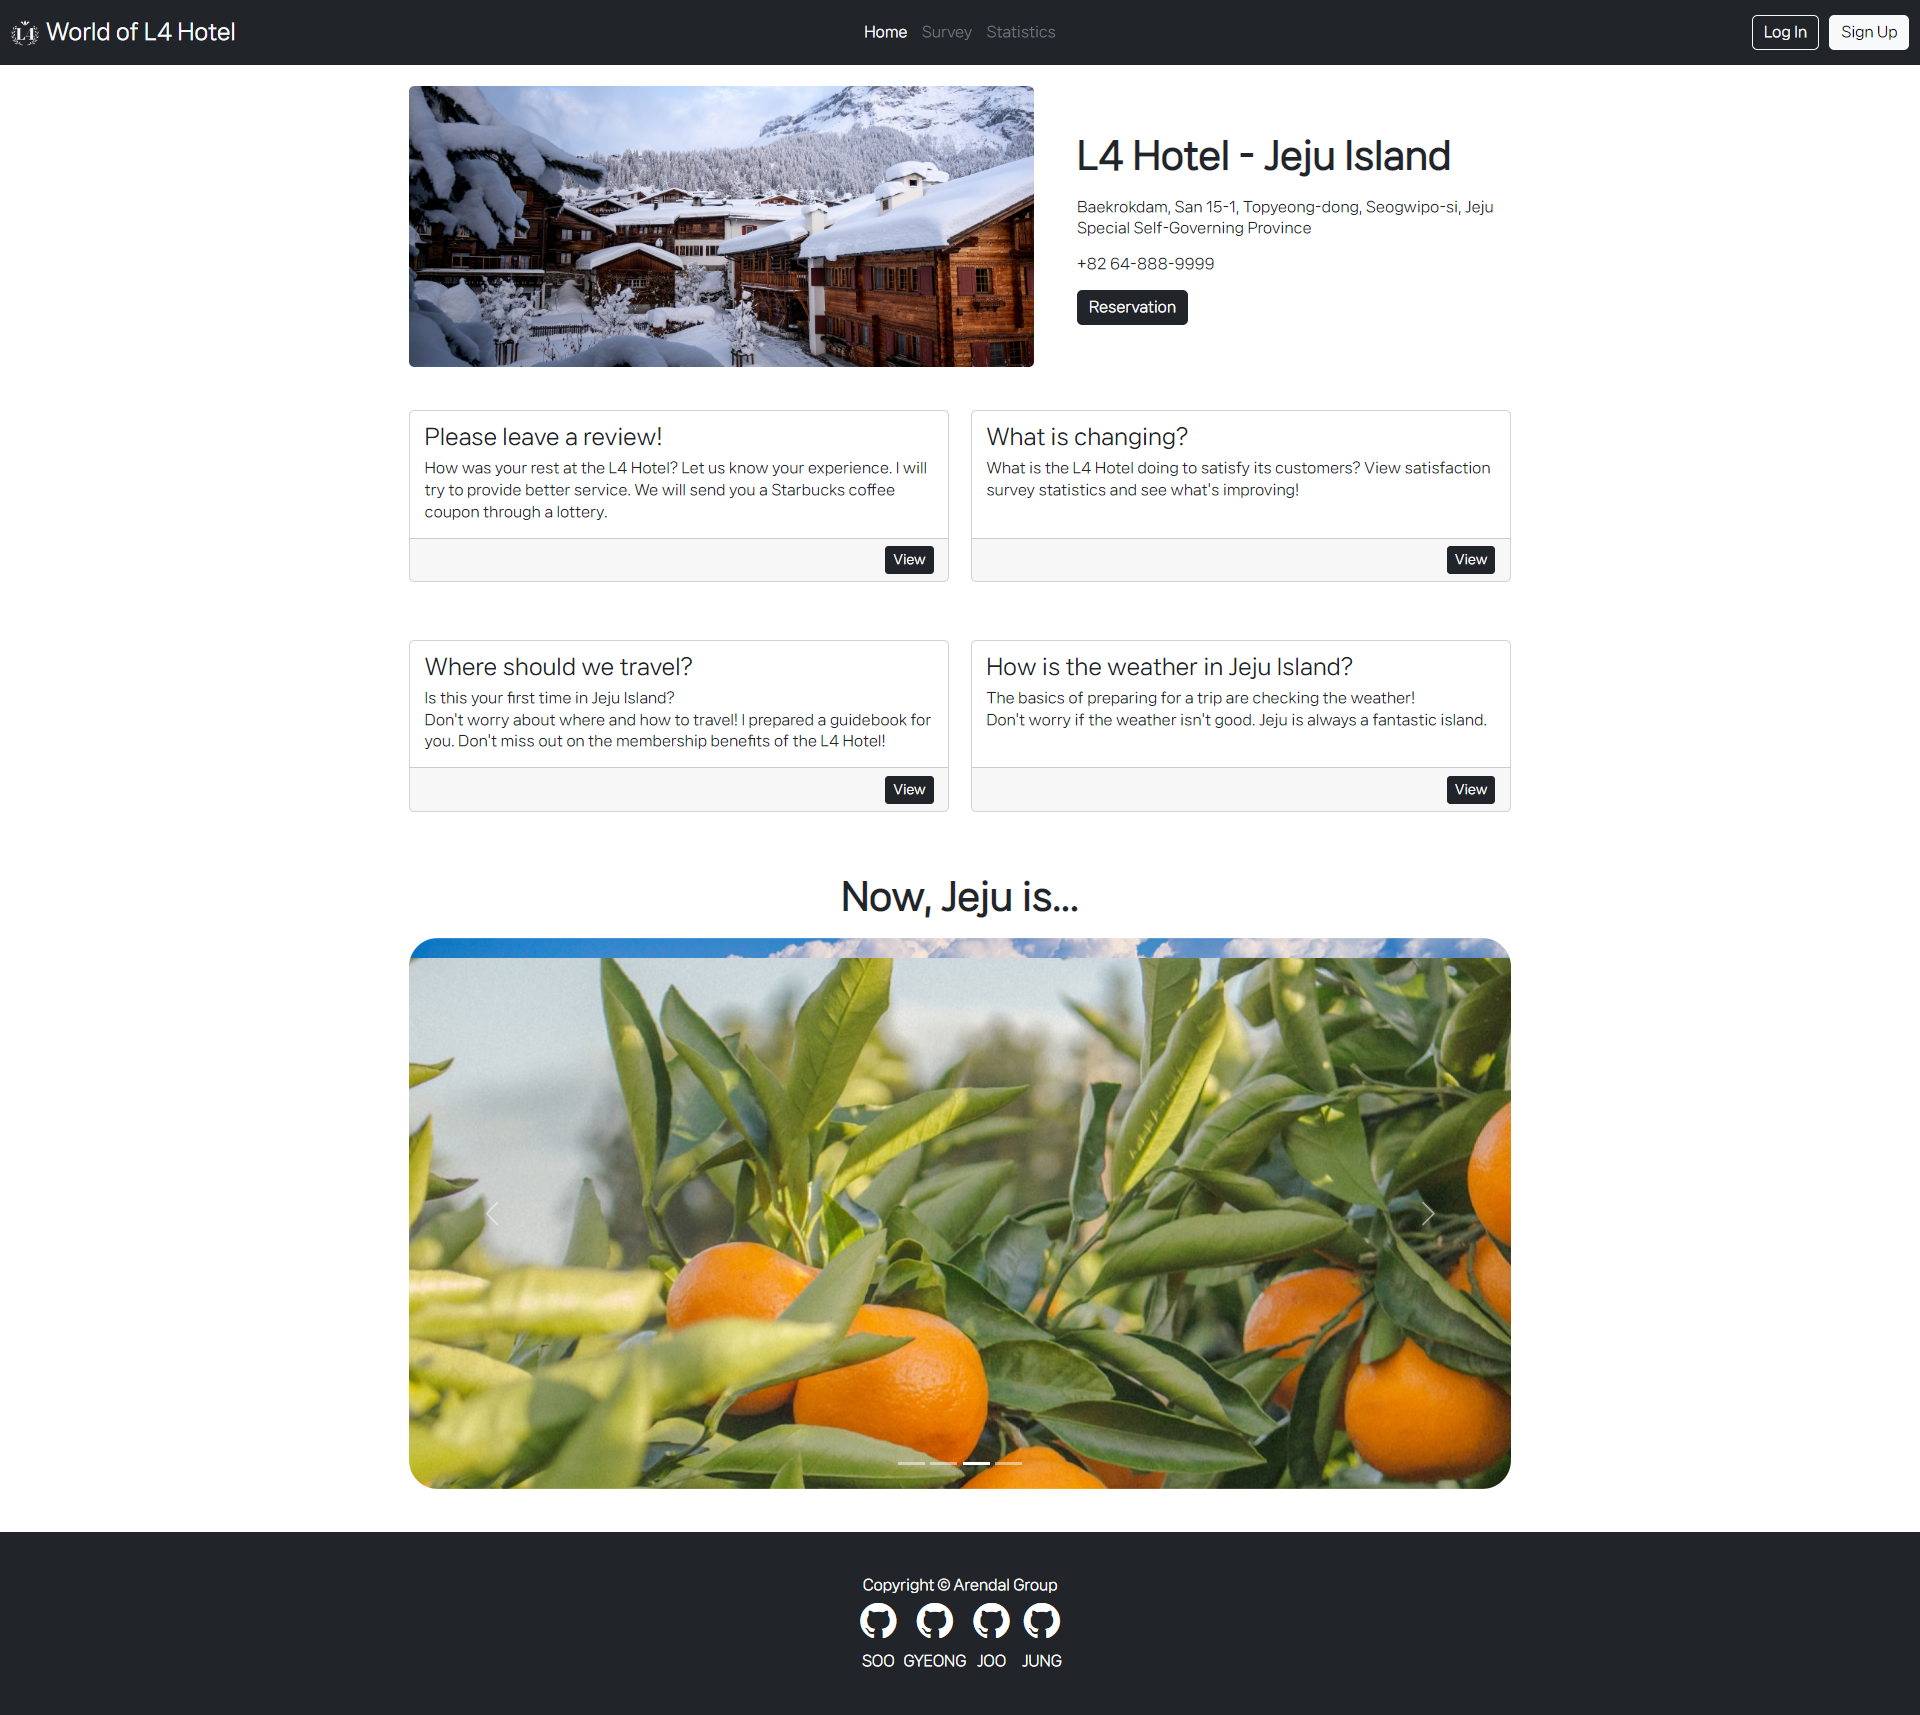 L4 World of L4 Hotel
Home Survey Statistics
Log In Sign Up
L4 Hotel - Jeju Island
Baekrokdam, San 15-1, Topyeong-dong, Seogwipo-si, Jeju
Special Self-Governing Province
+82 64-888-9999
Reservation
Please leave a review!
How was your rest at the L4 Hotel? Let us know your experience. I will
try to provide better service. We will send you a Starbucks coffee
coupon through a lottery.
View
What is changing?
What is the L4 Hotel doing to satisfy its customers? View satisfaction
survey statistics and see what's improving!
View
Where should we travel?
Is this your first time in Jeju Island?
Don't worry about where and how to travel! I prepared a guidebook for
you. Don't miss out on the membership benefits of the L4 Hotel!
View
How is the weather in Jeju Island?
The basics of preparing for a trip are checking the weather!
Don't worry if the weather isn't good. Jeju is always a fantastic island.
View
Now, Jeju is...
Copyright © Arendal Group
SOO GYEONG JOO JUNG